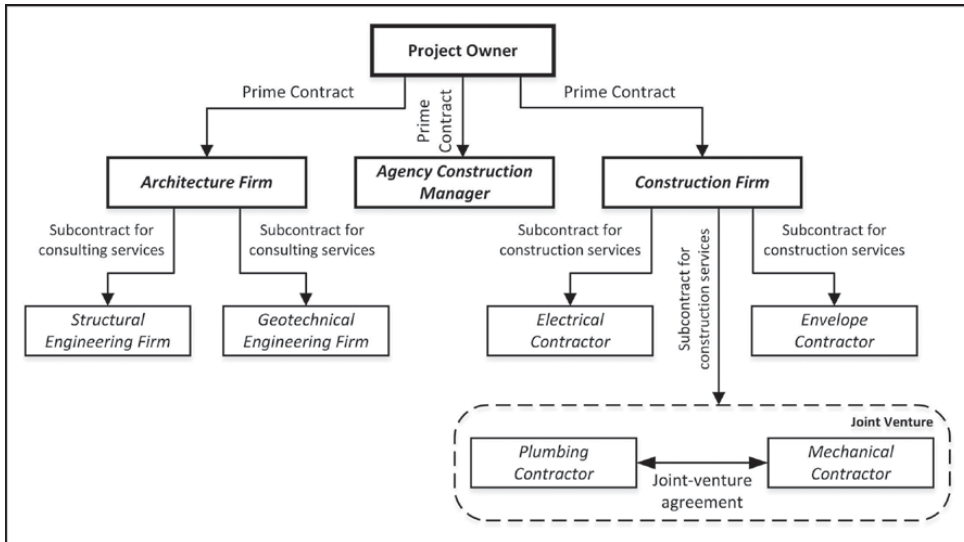 Project Owner
Prime Contract
Prime
Contract
Prime Contract
Architecture Firm
Agency Construction
Manager
Construction Firm
Subcontract for
consulting services
Subcontract for
consulting services
Subcontract for
construction services
Subcontract for
construction services
Subcontract for
construction services
Structural
Engineering Firm
Geotechnical
Engineering Firm
Electrical
Contractor
Envelope
Contractor
Joint Venture
Plumbing
Contractor
Joint-venture
agreement
Mechanical
Contractor